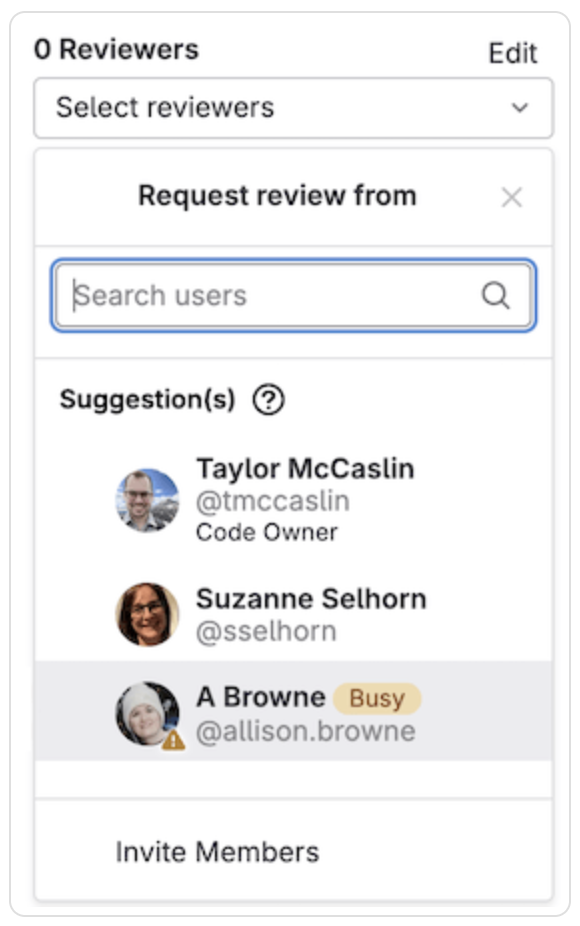 0 Reviewers
Edit
Select reviewers
Request review from
Search users
Suggestion(s)
Taylor McCaslin
@tmccaslin
Code Owner
Suzanne Selhorn
@sselhorn
A Browne Busy
@allison.browne
Invite Members